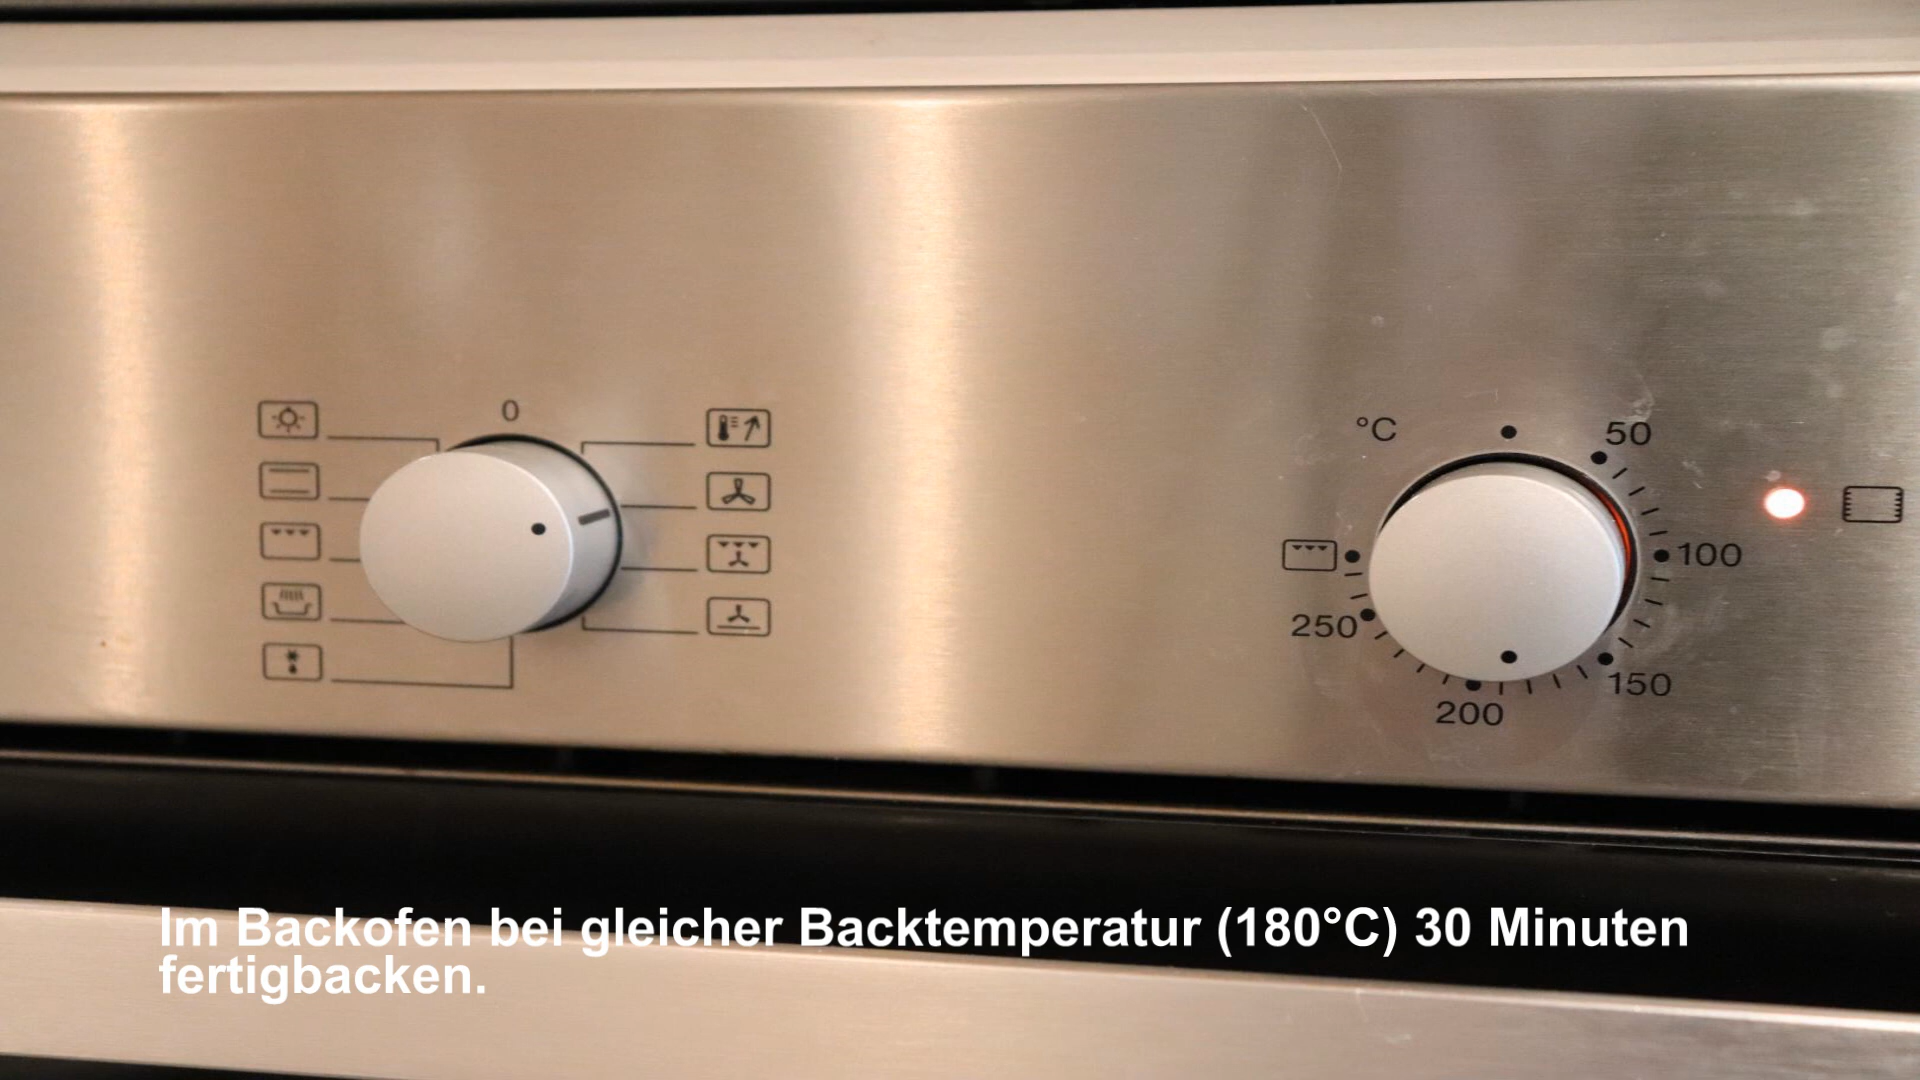 0
°C
50
100
150
200
250
Im Backofen bei gleicher Backtemperatur (180°C) 30 Minuten
fertigbacken.